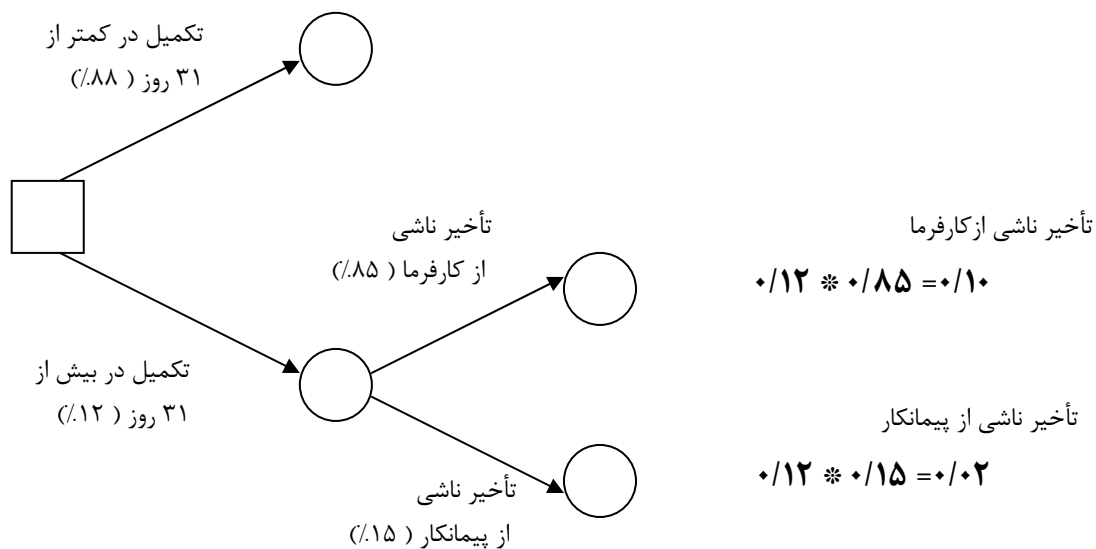 تکمیل در کمتر از
۳۱ روز ( ۸۸٪)
تأخیر ناشی
از کارفرما ( ۸۵٪)
تأخیر ناشی ازکارفرما
۰/۱۲ * ۰/۸۵ =۰/۱۰
تکمیل در بیش از
۳۱ روز ( ۱۲٪)
تأخیر ناشی از پیمانکار
۰/۱۲ * ۰/۱۵ =۰/۰۲
تأخیر ناشی
از پیمانکار ( ۱۵٪)